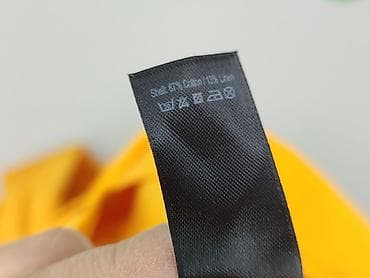 Shell: 87% Cotton / 13% Linen